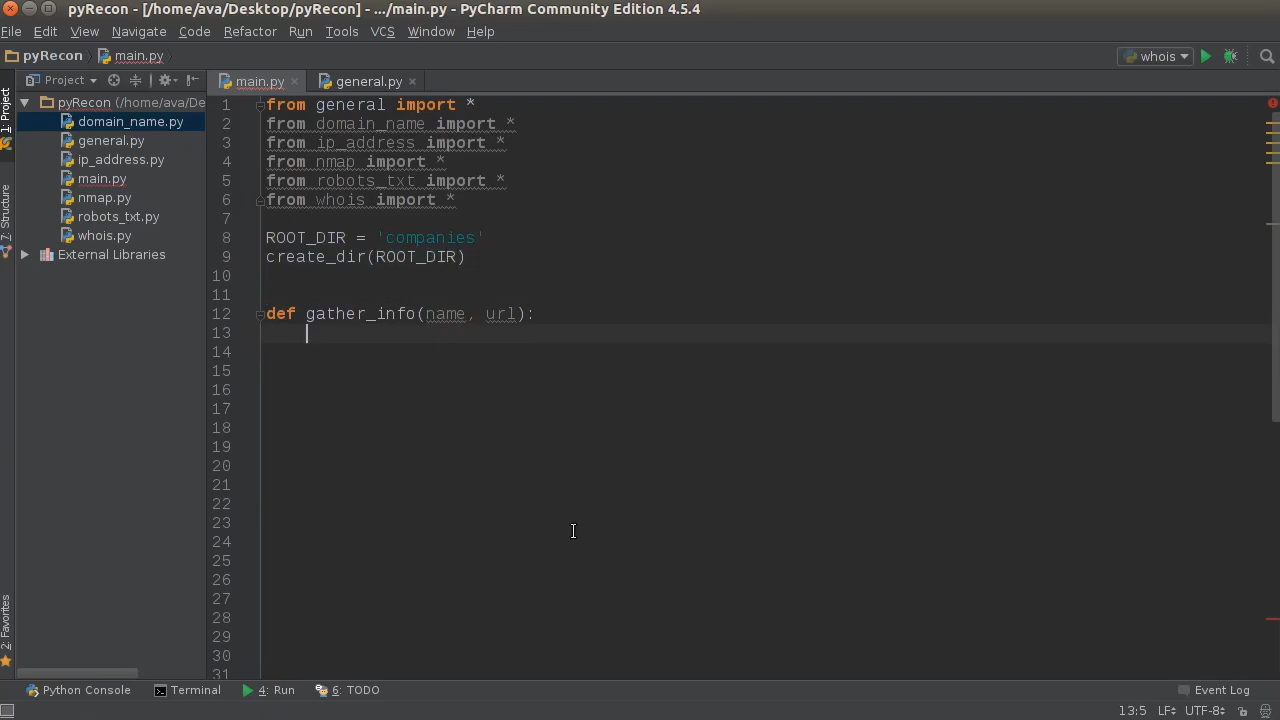 pyRecon - [/home/ava/Desktop/pyRecon] - .../main.py - PyCharm Community Edition 4.5.4
File Edit View Navigate Code Refactor Run Tools VCS Window Help
pyRecon main.py whois
Project main.py general.py
1: Project
7: Structure
2: Favorites
pyRecon (/home/ava/De
domain_name.py
general.py
ip_address.py
main.py
nmap.py
robots_txt.py
whois.py
External Libraries
1 from general import *
2 from domain_name import *
3 from ip_address import *
4 from nmap import *
5 from robots_txt import *
6 from whois import *
7
8 ROOT_DIR = 'companies'
9 create_dir(ROOT_DIR)
10
11
12 def gather_info(name, url):
13
14
15
16
17
18
19
20
21
22
23
24
25
26
27
28
29
30
31
Python Console Terminal 4: Run 6: TODO Event Log
13:5 LF UTF-8